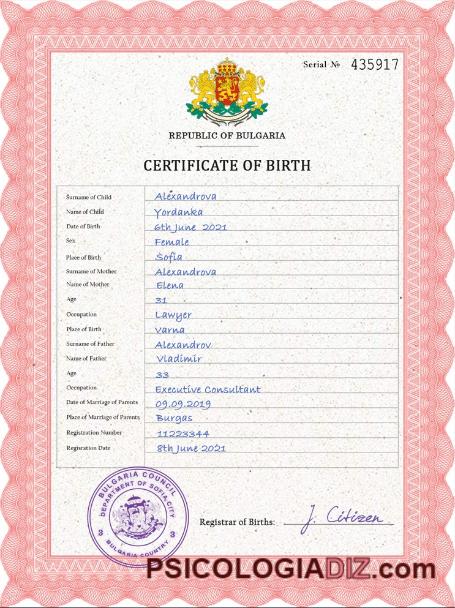 Serial № 435917
REPUBLIC OF BULGARIA
CERTIFICATE OF BIRTH
Surname of Child Alexandrova
Name of Child Yordanka
Date of Birth 6th June 2021
Sex Female
Place of Birth Sofia
Surname of Mother Alexandrova
Name of Mother Elena
Age 31
Occupation Lawyer
Place of Birth Varna
Surname of Father Alexandrov
Name of Father Vladimir
Age 33
Occupation Executive Consultant
Date of Marriage of Parents 09.09.2019
Place of Marriage of Parents Burgas
Registration Number 11223344
Registration Date 8th June 2021
BULGARIA COUNCIL
DEPARTMENT OF SOFIA CITY
BULGARIA COUNTRY
Registrar of Births: J. Citizen
PSICOLOGIADIZ.com